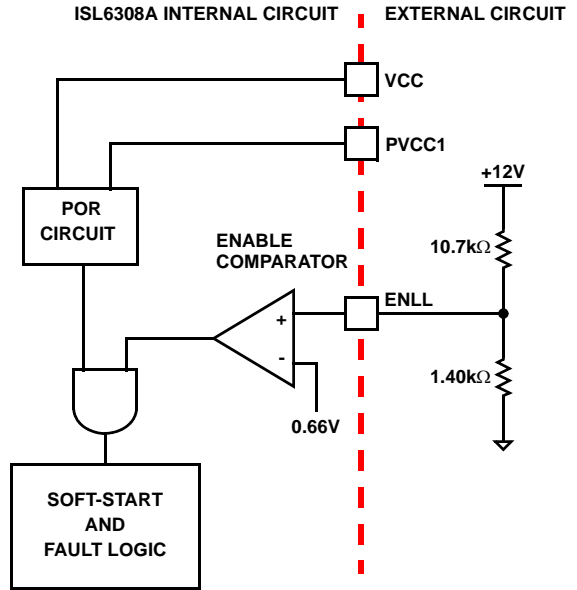 ISL6308A INTERNAL CIRCUIT
EXTERNAL CIRCUIT
VCC
PVCC1
+12V
POR
CIRCUIT
10.7kΩ
ENABLE
COMPARATOR
ENLL
+
-
1.40kΩ
0.66V
SOFT-START
AND
FAULT LOGIC